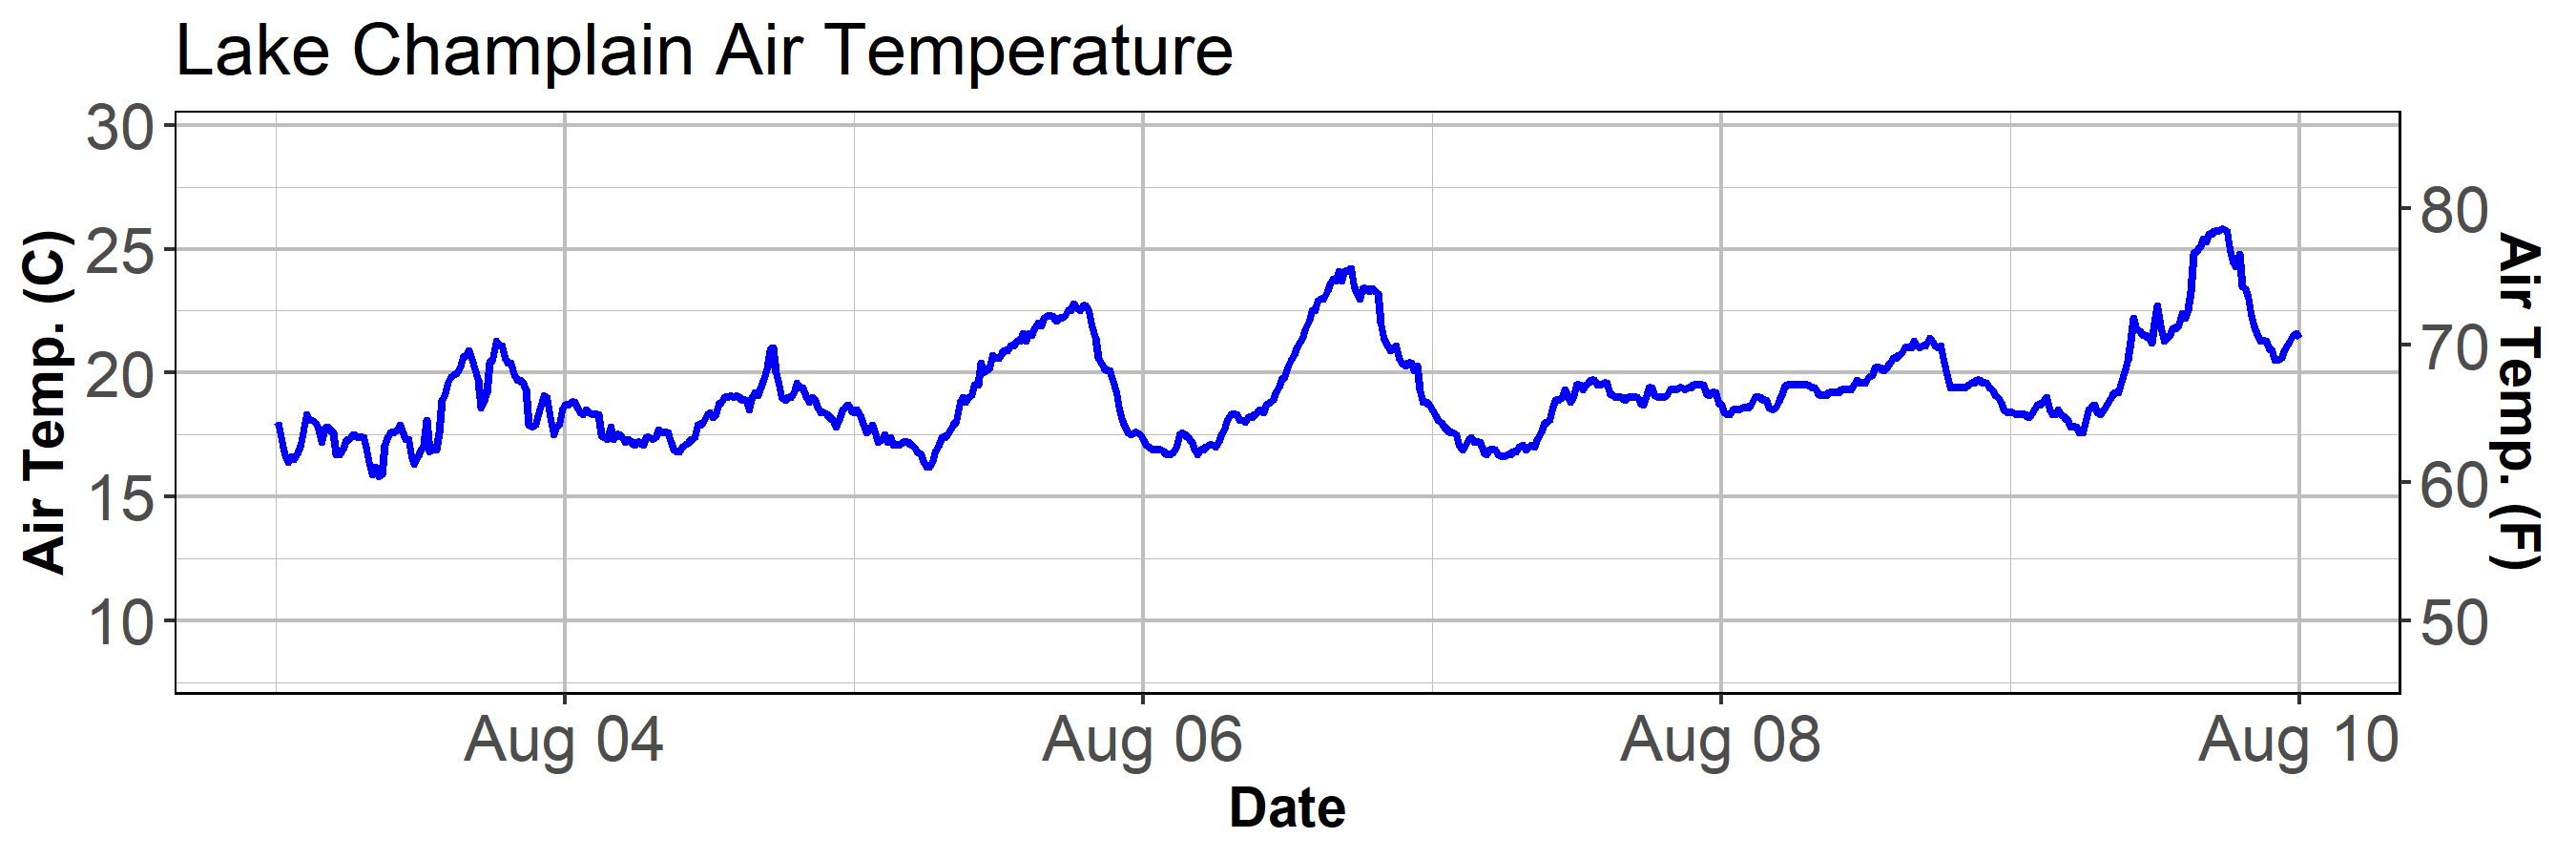 Lake Champlain Air Temperature
30
25
20
15
10
Air Temp. (C)
80
70
60
50
Air Temp. (F)
Aug 04 Aug 06 Aug 08 Aug 10
Date